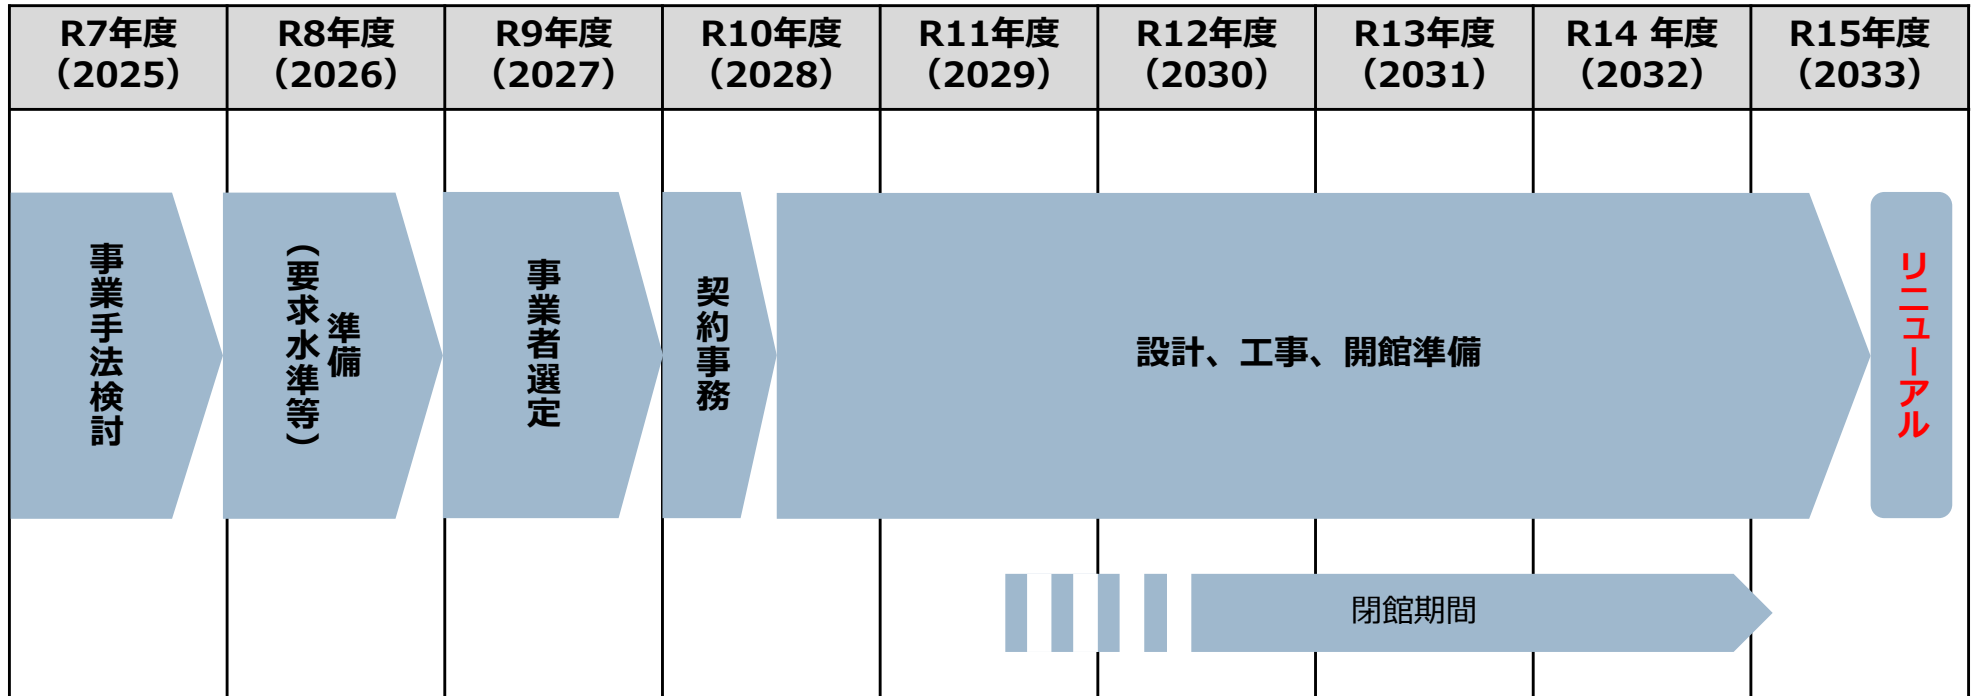 R7年度
（2025）
R8年度
（2026）
R9年度
（2027）
R10年度
（2028）
R11年度
（2029）
R12年度
（2030）
R13年度
（2031）
R14 年度
（2032）
R15年度
（2033）
事業手法検討
準備
（要求水準等）
事業者選定
契約事務
設計、工事、開館準備
リニューアル
閉館期間